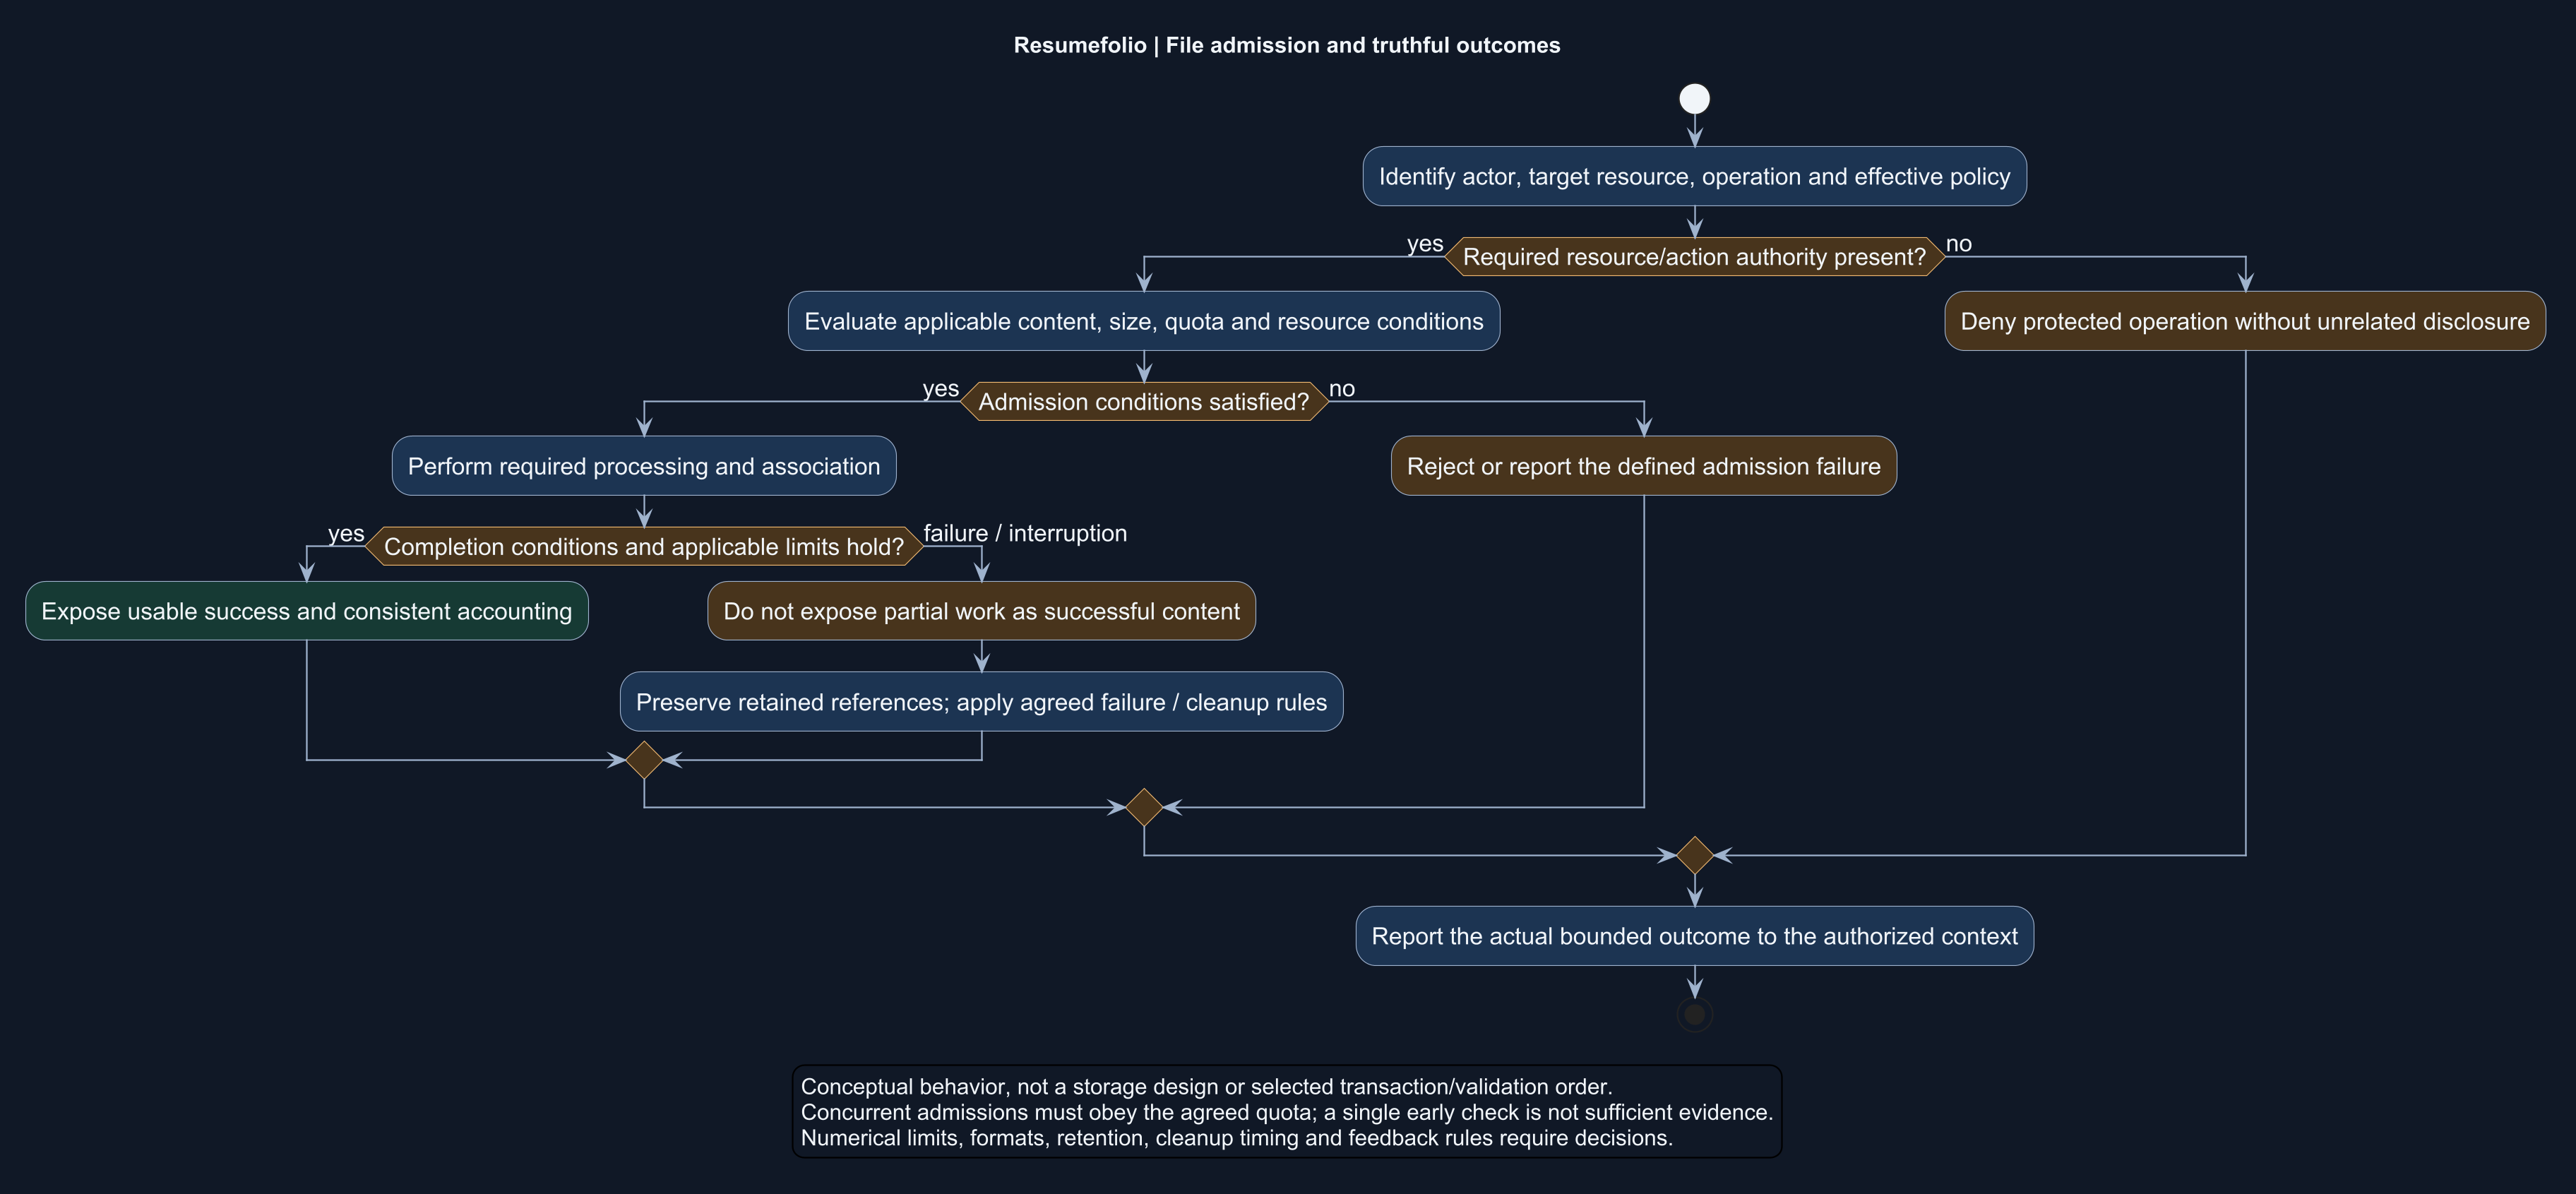 Resumefolio | File admission and truthful outcomes
Identify actor, target resource, operation and effective policy
yes
Required resource/action authority present?
no
Evaluate applicable content, size, quota and resource conditions
Deny protected operation without unrelated disclosure
yes
Admission conditions satisfied?
no
Perform required processing and association
Reject or report the defined admission failure
yes
Completion conditions and applicable limits hold?
failure / interruption
Expose usable success and consistent accounting
Do not expose partial work as successful content
Preserve retained references; apply agreed failure / cleanup rules
Report the actual bounded outcome to the authorized context
Conceptual behavior, not a storage design or selected transaction/validation order.
Concurrent admissions must obey the agreed quota; a single early check is not sufficient evidence.
Numerical limits, formats, retention, cleanup timing and feedback rules require decisions.